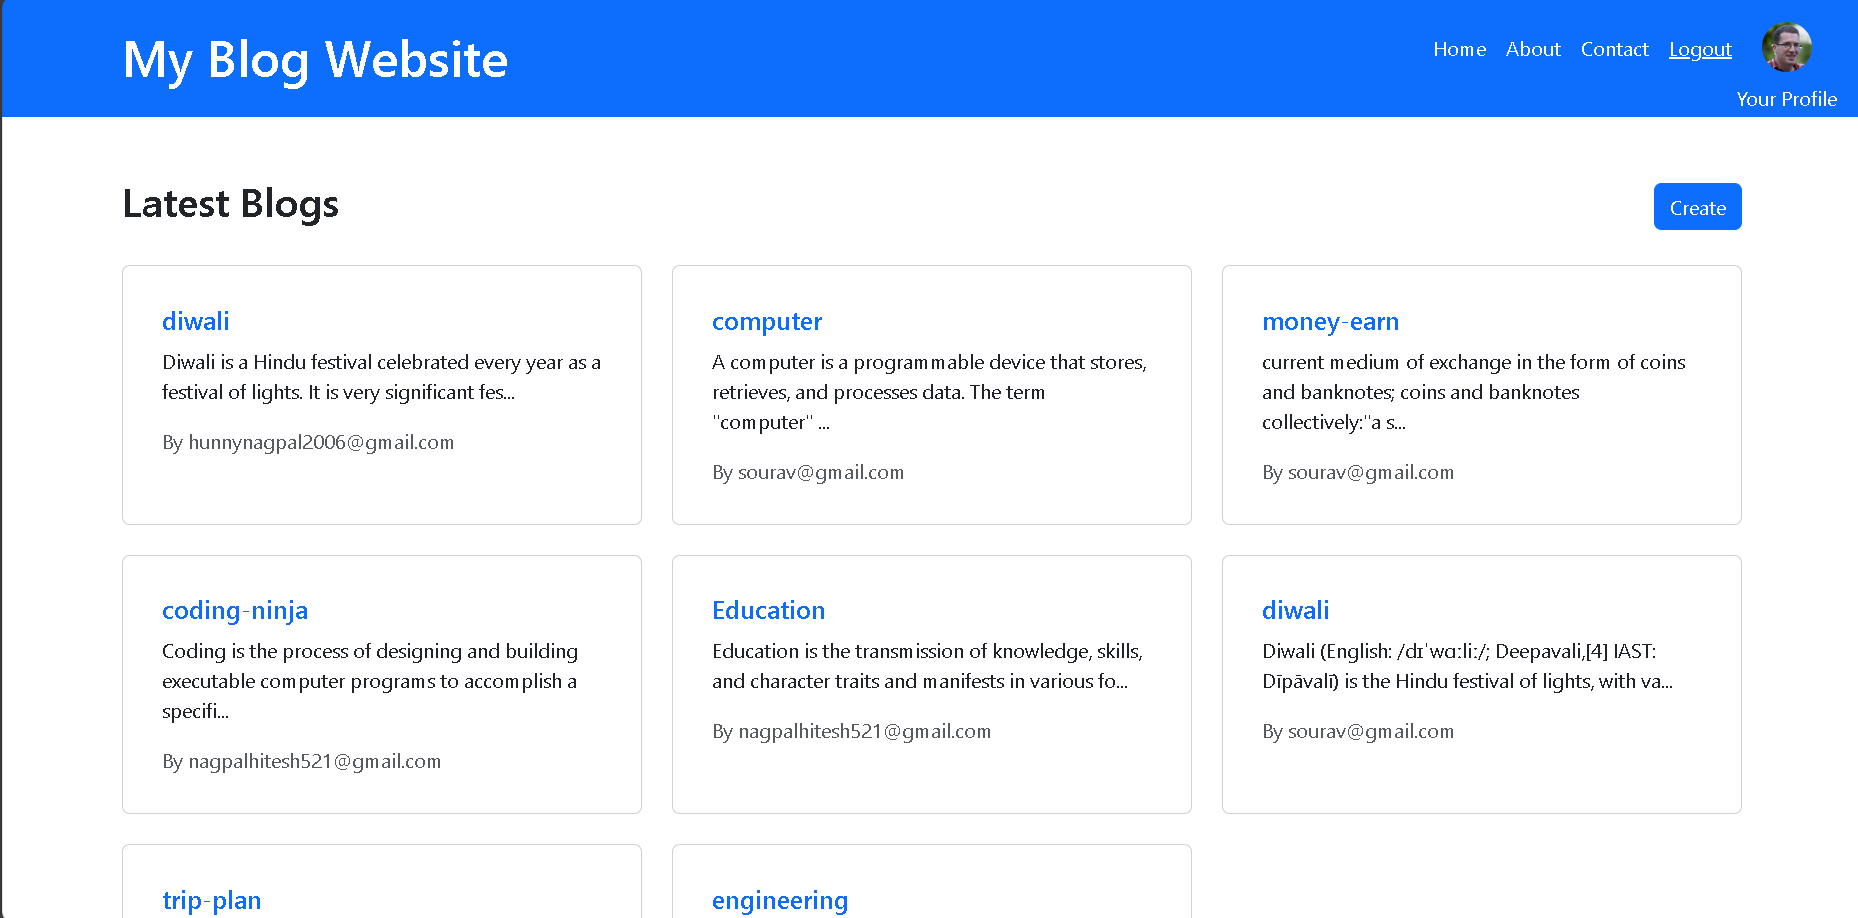 My Blog Website
Home About Contact Logout
Your Profile
Latest Blogs
Create
diwali
Diwali is a Hindu festival celebrated every year as a
festival of lights. It is very significant fes...
By hunnynagpal2006@gmail.com
computer
A computer is a programmable device that stores,
retrieves, and processes data. The term
"computer" ...
By sourav@gmail.com
money-earn
current medium of exchange in the form of coins
and banknotes; coins and banknotes
collectively:"a s...
By sourav@gmail.com
coding-ninja
Coding is the process of designing and building
executable computer programs to accomplish a
specifi...
By nagpalhitesh521@gmail.com
Education
Education is the transmission of knowledge, skills,
and character traits and manifests in various fo...
By nagpalhitesh521@gmail.com
diwali
Diwali (English: /dɪˈwɑːliː/; Deepavali,[4] IAST:
Dīpāvalī) is the Hindu festival of lights, with va...
By sourav@gmail.com
trip-plan
engineering